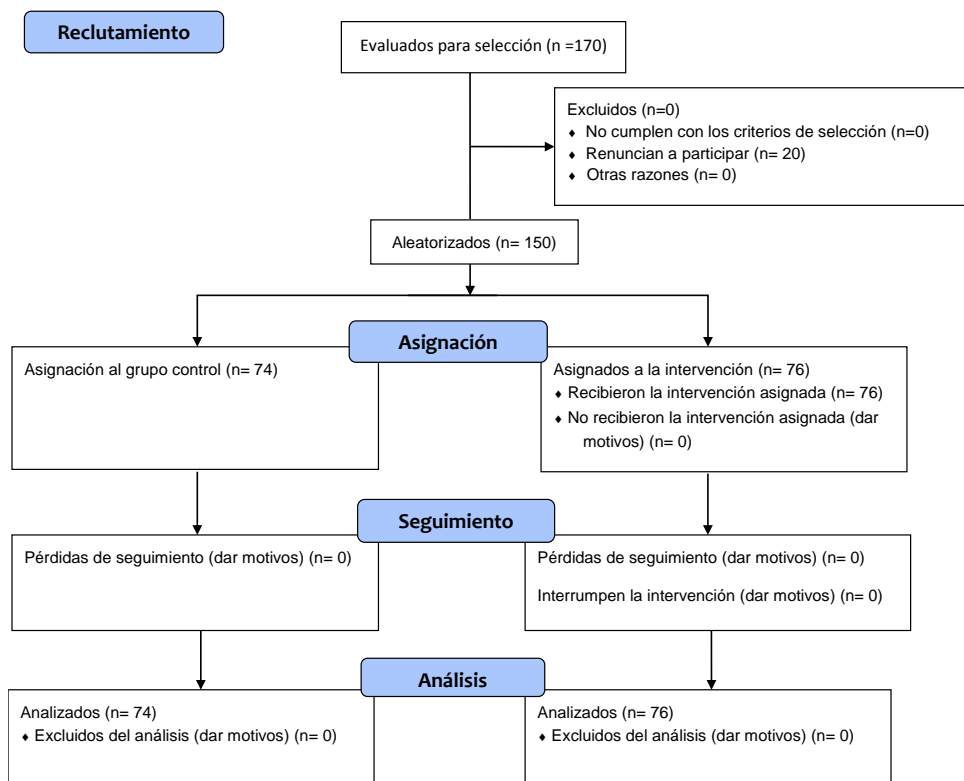 Reclutamiento
Evaluados para selección (n =170)
Excluidos (n=0)
♦ No cumplen con los criterios de selección (n=0)
♦ Renuncian a participar (n= 20)
♦ Otras razones (n= 0)
Aleatorizados (n= 150)
Asignación
Asignación al grupo control (n= 74)
Asignados a la intervención (n= 76)
♦ Recibieron la intervención asignada (n= 76)
♦ No recibieron la intervención asignada (dar
motivos) (n= 0)
Seguimiento
Pérdidas de seguimiento (dar motivos) (n= 0)
Pérdidas de seguimiento (dar motivos) (n= 0)
Interrumpen la intervención (dar motivos) (n= 0)
Análisis
Analizados (n= 74)
♦ Excluidos del análisis (dar motivos) (n= 0)
Analizados (n= 76)
♦ Excluidos del análisis (dar motivos) (n= 0)